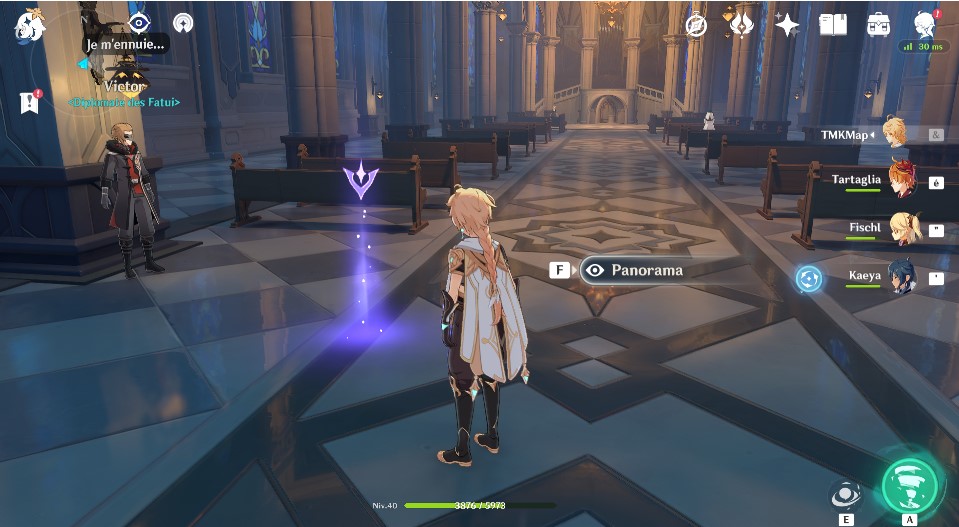 N
Je m'ennuie...
30 ms
Victor
<Diplomate des Fatui>
TMKMap
&
Tartaglia
é
Fischl
"
F
Panorama
Kaeya
'
Niv.40
3876 / 5978
E
A